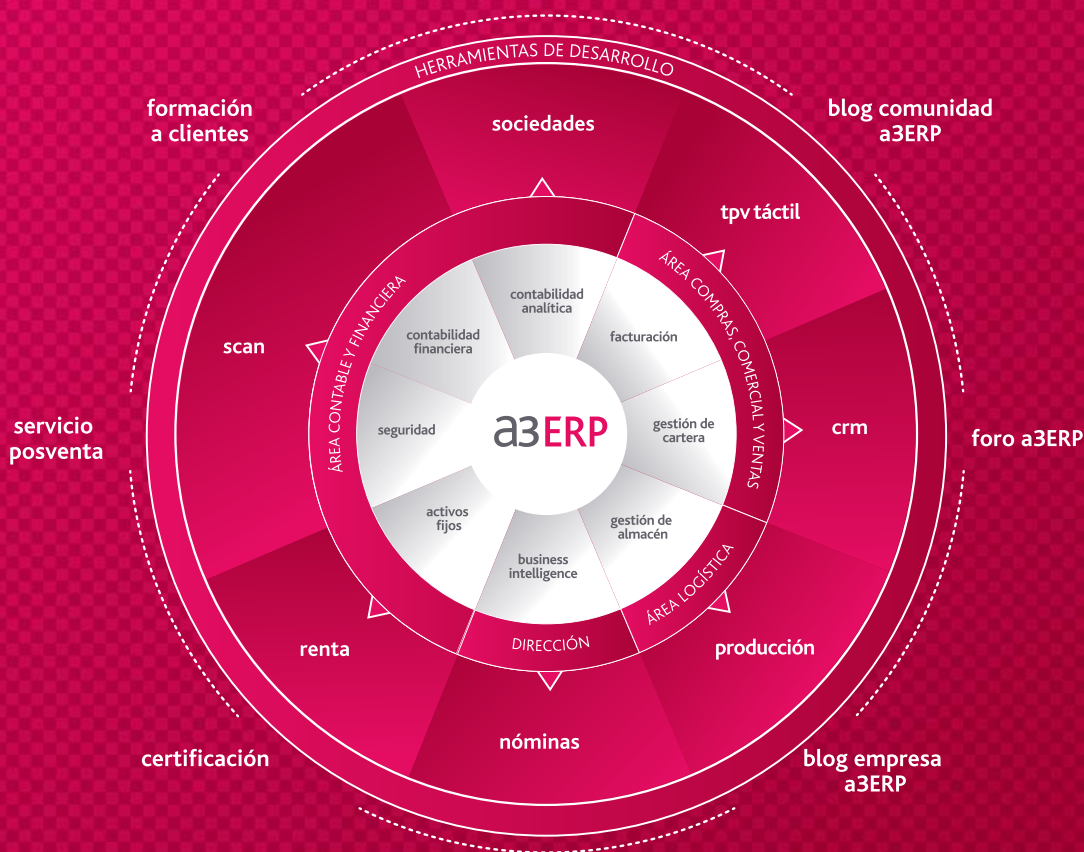 HERRAMIENTAS DE DESARROLLO
formación
a clientes
blog comunidad
a3ERP
sociedades
tpv táctil
scan
crm
servicio
posventa
foro a3ERP
renta
producción
nóminas
certificación
blog empresa
a3ERP
ÁREA CONTABLE Y FINANCIERA
ÁREA COMPRAS, COMERCIAL Y VENTAS
ÁREA LOGÍSTICA
DIRECCIÓN
contabilidad
analítica
contabilidad
financiera
facturación
seguridad
gestión de
cartera
activos
fijos
gestión de
almacén
business
intelligence
a3ERP